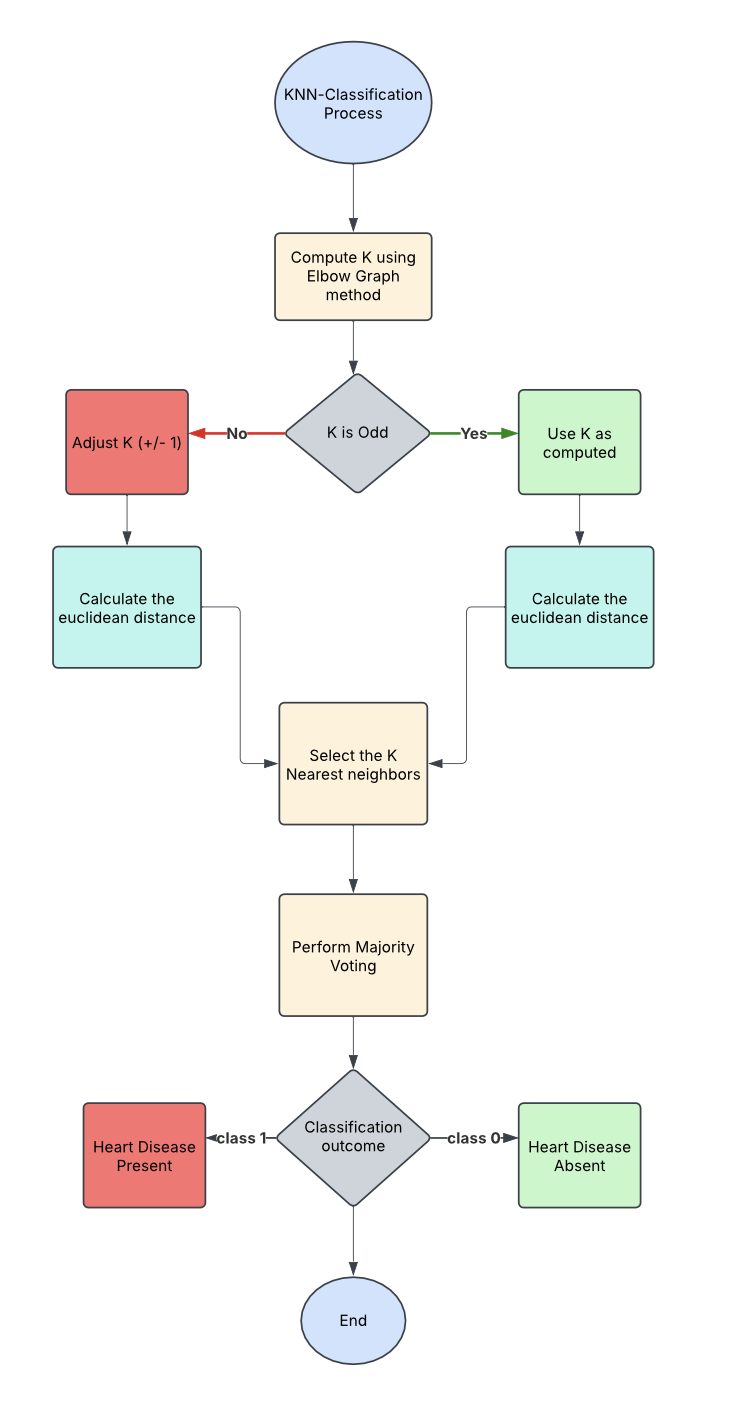 KNN-Classification
Process
Compute K using
Elbow Graph
method
K is Odd
No
Yes
Adjust K (+/- 1)
Use K as
computed
Calculate the
euclidean distance
Calculate the
euclidean distance
Select the K
Nearest neighbors
Perform Majority
Voting
Classification
outcome
class 1
class 0
Heart Disease
Present
Heart Disease
Absent
End